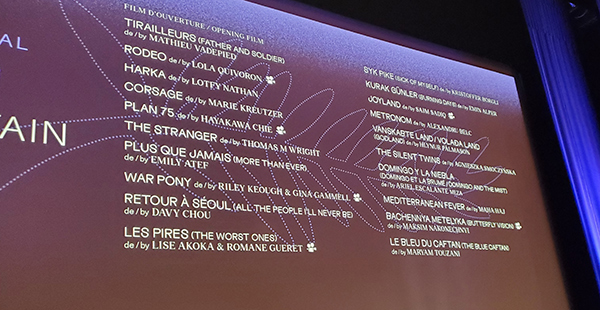 AL
AIN
FILM D'OUVERTURE / OPENING FILM
TIRAILLEURS (FATHER AND SOLDIER)
de / by MATHIEU VADEPIED
RODEO de / by LOLA QUIVORON
HARKA de / by LOTFY NATHAN
CORSAGE de / by MARIE KREUTZER
PLAN 75 de / by HAYAKAWA CHIE
THE STRANGER de / by THOMAS M WRIGHT
PLUS QUE JAMAIS (MORE THAN EVER)
de / by EMILY ATEF
WAR PONY de / by RILEY KEOUGH & GINA GAMMELL
RETOUR À SÉOUL (ALL THE PEOPLE I'LL NEVER BE)
de / by DAVY CHOU
LES PIRES (THE WORST ONES)
de / by LISE AKOKA & ROMANE GUERET
SYK PIKE (SICK OF MYSELF) de / by KRISTOFFER BORGLI
KURAK GÜNLER (BURNING DAYS) de / by EMIN ALPER
JOYLAND de / by SAIM SADIQ
METRONOM de / by ALEXANDRU BELC
VANSKABTE LAND / VOLADA LAND
(GODLAND) de / by HLYNUR PÁLMASON
THE SILENT TWINS de / by AGNIESZKA SMOCZYNSKA
DOMINGO Y LA NIEBLA
(DOMINGO ET LA BRUME / DOMINGO AND THE MIST)
de / by ARIEL ESCALANTE MEZA
MEDITERRANEAN FEVER de / by MAHA HAJ
BACHENNYA METELYKA (BUTTERFLY VISION)
de / by MAKSIM NAKONECHNYI
LE BLEU DU CAFTAN (THE BLUE CAFTAN)
de / by MARYAM TOUZANI